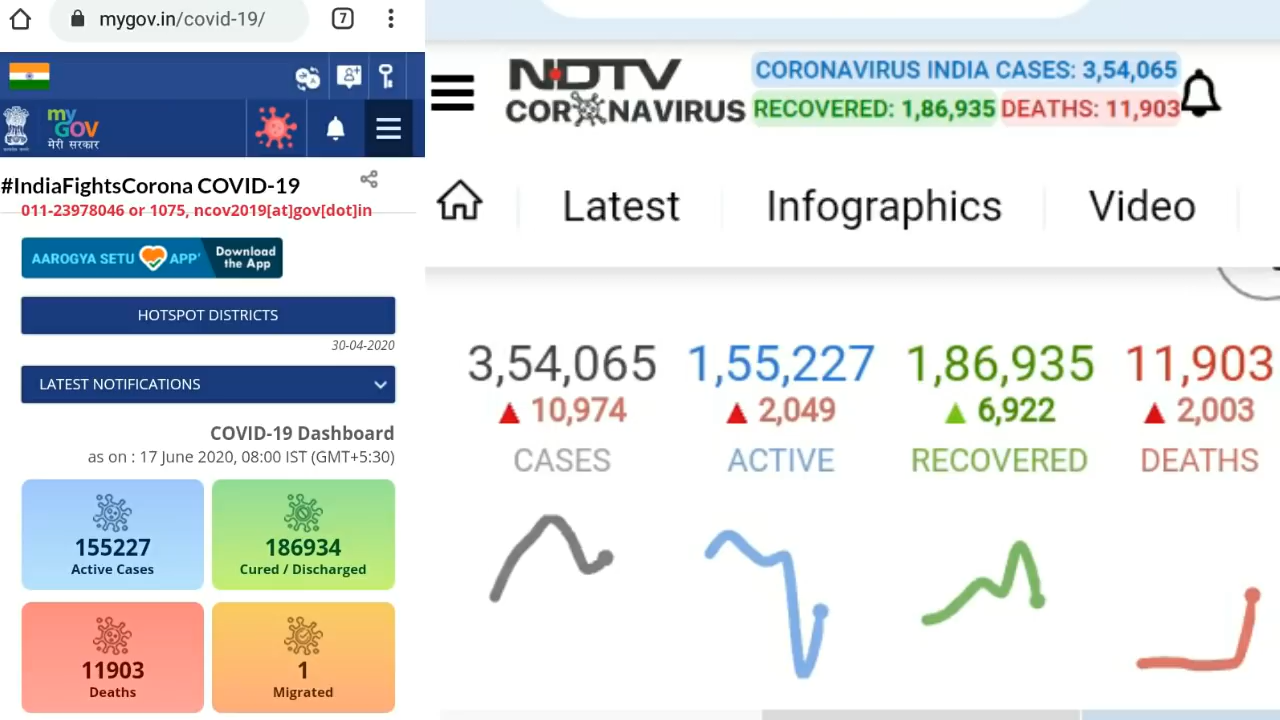 mygov.in/covid-19/
7
my
GOV
मेरी सरकार
#IndiaFightsCorona COVID-19
011-23978046 or 1075, ncov2019[at]gov[dot]in
AAROGYA SETU APP
Download
the App
HOTSPOT DISTRICTS
30-04-2020
LATEST NOTIFICATIONS
COVID-19 Dashboard
as on : 17 June 2020, 08:00 IST (GMT+5:30)
155227
Active Cases
186934
Cured / Discharged
11903
Deaths
1
Migrated
NDTV
CORONAVIRUS
CORONAVIRUS INDIA CASES: 3,54,065
RECOVERED: 1,86,935 DEATHS: 11,903
Latest Infographics Video
3,54,065 1,55,227 1,86,935 11,903
▲ 10,974 ▲ 2,049 ▲ 6,922 ▲ 2,003
CASES ACTIVE RECOVERED DEATHS